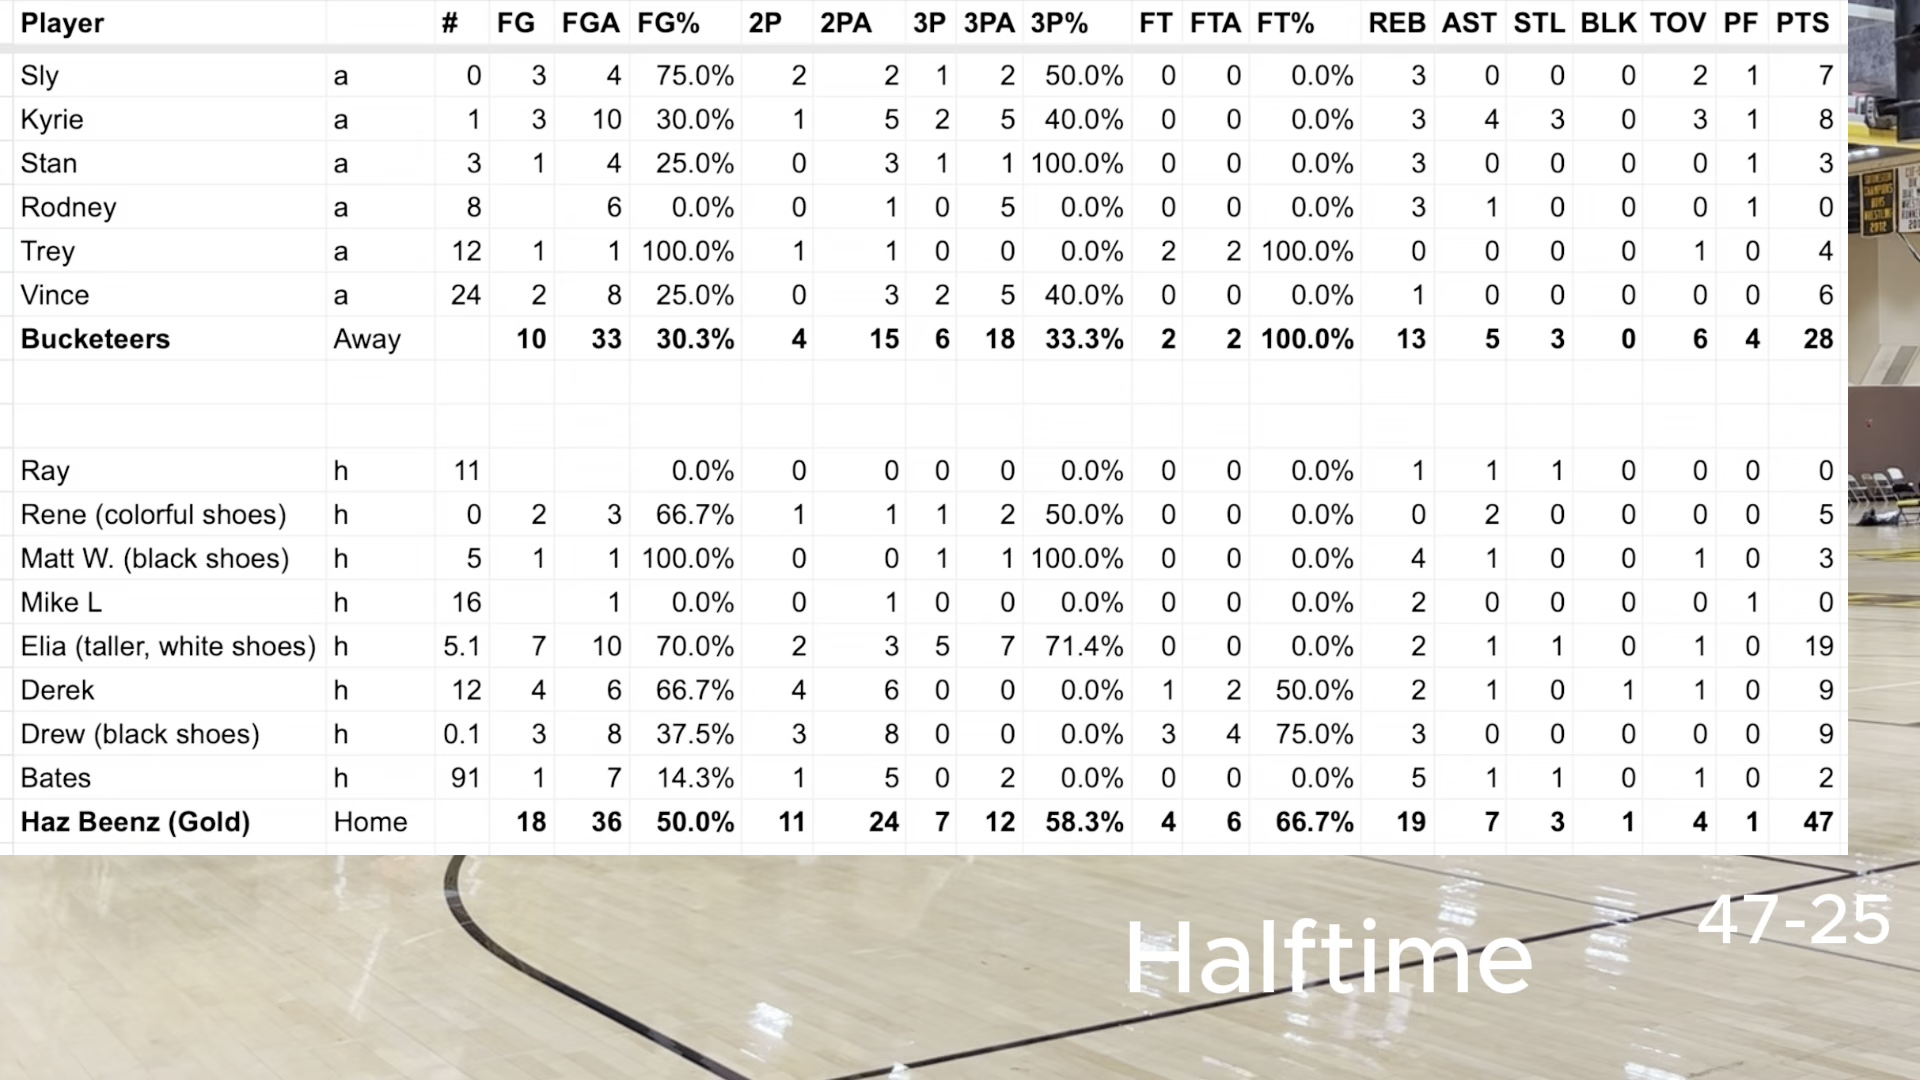 Player # FG FGA FG% 2P 2PA 3P 3PA 3P% FT FTA FT% REB AST STL BLK TOV PF PTS
Sly a 0 3 4 75.0% 2 2 1 2 50.0% 0 0 0.0% 3 0 0 0 2 1 7
Kyrie a 1 3 10 30.0% 1 5 2 5 40.0% 0 0 0.0% 3 4 3 0 3 1 8
Stan a 3 1 4 25.0% 0 3 1 1 100.0% 0 0 0.0% 3 0 0 0 0 1 3
Rodney a 8 6 0.0% 0 1 0 5 0.0% 0 0 0.0% 3 1 0 0 0 1 0
Trey a 12 1 1 100.0% 1 1 0 0 0.0% 2 2 100.0% 0 0 0 0 1 0 4
Vince a 24 2 8 25.0% 0 3 2 5 40.0% 0 0 0.0% 1 0 0 0 0 0 6
Bucketeers Away 10 33 30.3% 4 15 6 18 33.3% 2 2 100.0% 13 5 3 0 6 4 28
Ray h 11 0.0% 0 0 0 0 0.0% 0 0 0.0% 1 1 1 0 0 0 0
Rene (colorful shoes) h 0 2 3 66.7% 1 1 1 2 50.0% 0 0 0.0% 0 2 0 0 0 0 5
Matt W. (black shoes) h 5 1 1 100.0% 0 0 1 1 100.0% 0 0 0.0% 4 1 0 0 1 0 3
Mike L h 16 1 0.0% 0 1 0 0 0.0% 0 0 0.0% 2 0 0 0 0 1 0
Elia (taller, white shoes) h 5.1 7 10 70.0% 2 3 5 7 71.4% 0 0 0.0% 2 1 1 0 1 0 19
Derek h 12 4 6 66.7% 4 6 0 0 0.0% 1 2 50.0% 2 1 0 1 1 0 9
Drew (black shoes) h 0.1 3 8 37.5% 3 8 0 0 0.0% 3 4 75.0% 3 0 0 0 0 0 9
Bates h 91 1 7 14.3% 1 5 0 2 0.0% 0 0 0.0% 5 1 1 0 1 0 2
Haz Beenz (Gold) Home 18 36 50.0% 11 24 7 12 58.3% 4 6 66.7% 19 7 3 1 4 1 47
47-25
Halftime